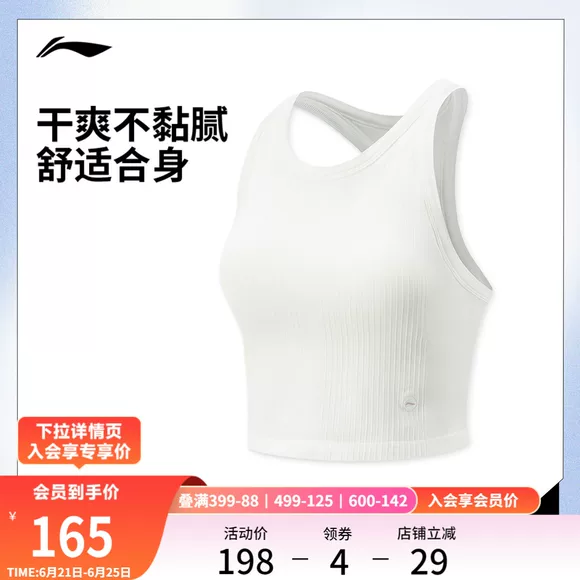 干爽不黏腻
舒适合身
下拉详情页
入会享专享价
会员到手价
¥165
TIME:6月21日-6月25日
叠满399-88 | 499-125 | 600-142
入会享会员价
活动价 领券 店铺立减
198 – 4 – 29